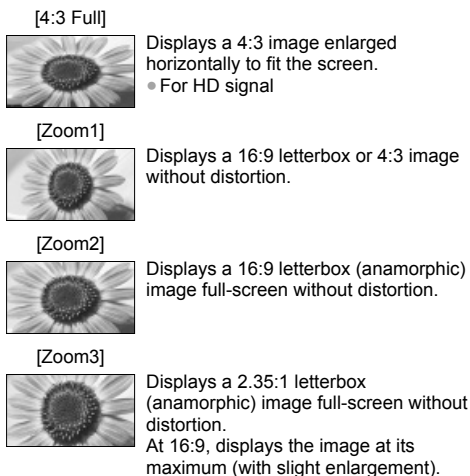 [4:3 Full]
Displays a 4:3 image enlarged
horizontally to fit the screen.
● For HD signal
[Zoom1]
Displays a 16:9 letterbox or 4:3 image
without distortion.
[Zoom2]
Displays a 16:9 letterbox (anamorphic)
image full-screen without distortion.
[Zoom3]
Displays a 2.35:1 letterbox
(anamorphic) image full-screen without
distortion.
At 16:9, displays the image at its
maximum (with slight enlargement).